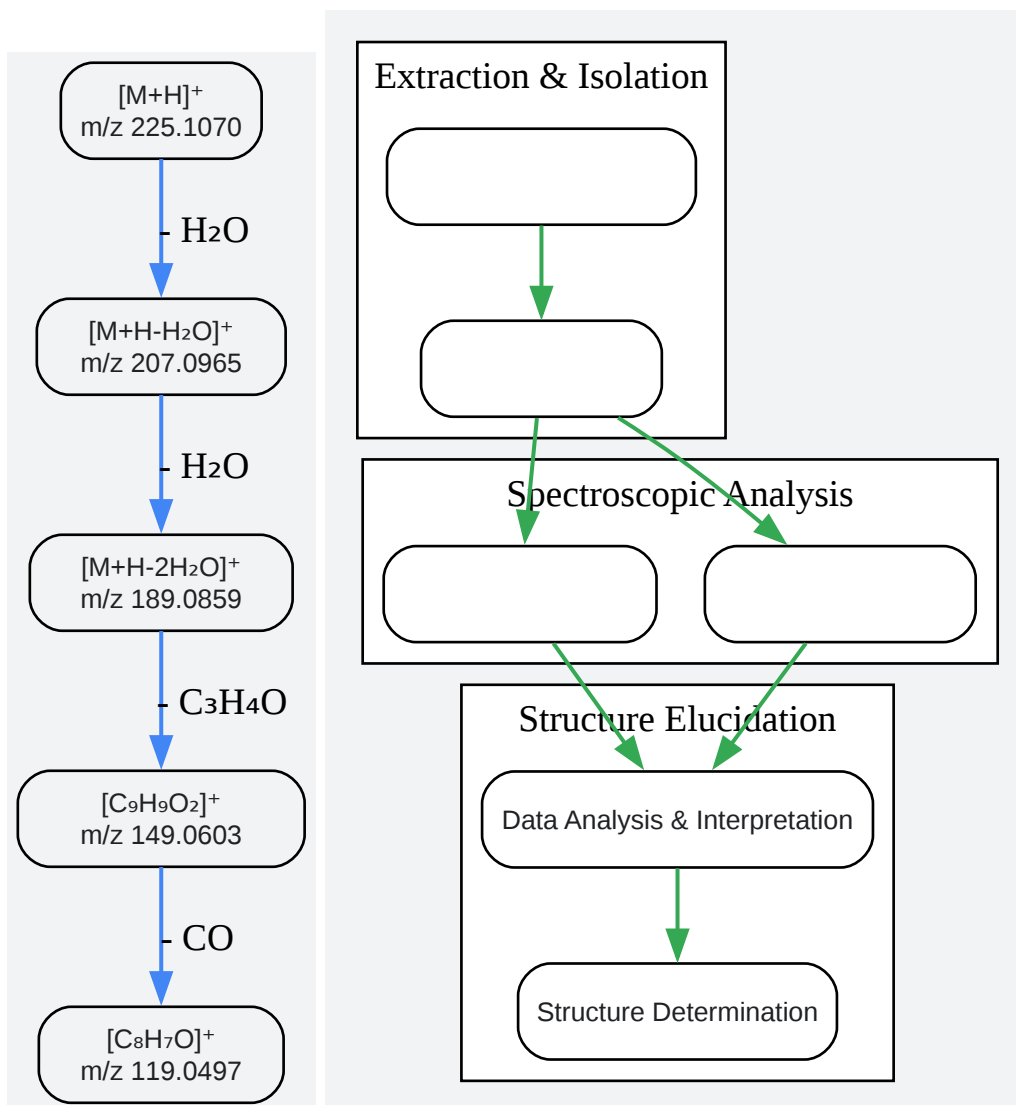 [M+H]⁺
m/z 225.1070
- H₂O
[M+H-H₂O]⁺
m/z 207.0965
- H₂O
[M+H-2H₂O]⁺
m/z 189.0859
- C₃H₄O
[C₉H₉O₂]⁺
m/z 149.0603
- CO
[C₈H₇O]⁺
m/z 119.0497
Extraction & Isolation
Spectroscopic Analysis
Structure Elucidation
Data Analysis & Interpretation
Structure Determination